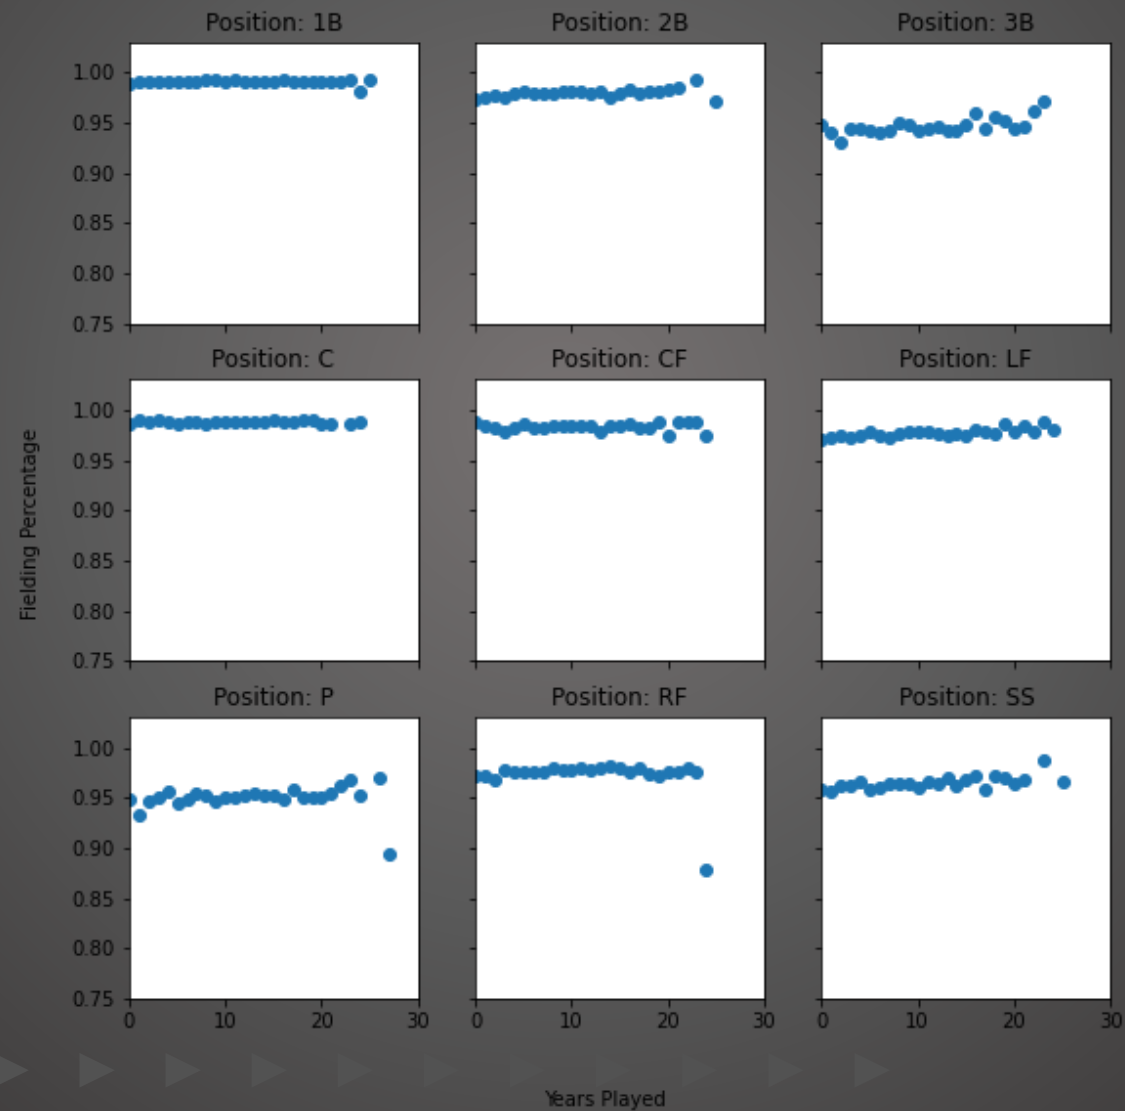 Position: 1B
Position: 2B
Position: 3B
1.00
0.95
0.90
0.85
0.80
0.75
Position: C
Position: CF
Position: LF
1.00
0.95
0.90
0.85
0.80
0.75
Fielding Percentage
Position: P
Position: RF
Position: SS
1.00
0.95
0.90
0.85
0.80
0.75
0 10 20 30 0 10 20 30 0 10 20 30
Years Played